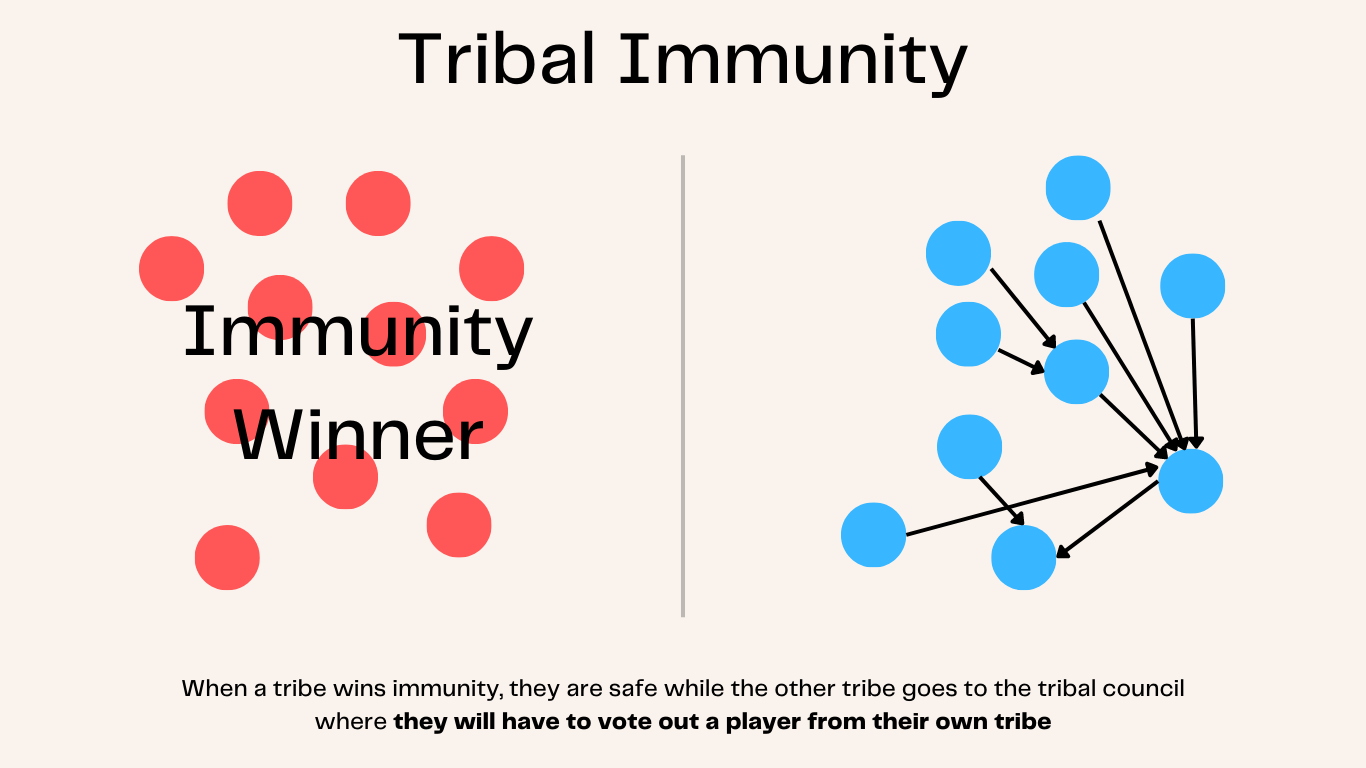 Tribal Immunity
Immunity
Winner
When a tribe wins immunity, they are safe while the other tribe goes to the tribal council
where they will have to vote out a player from their own tribe